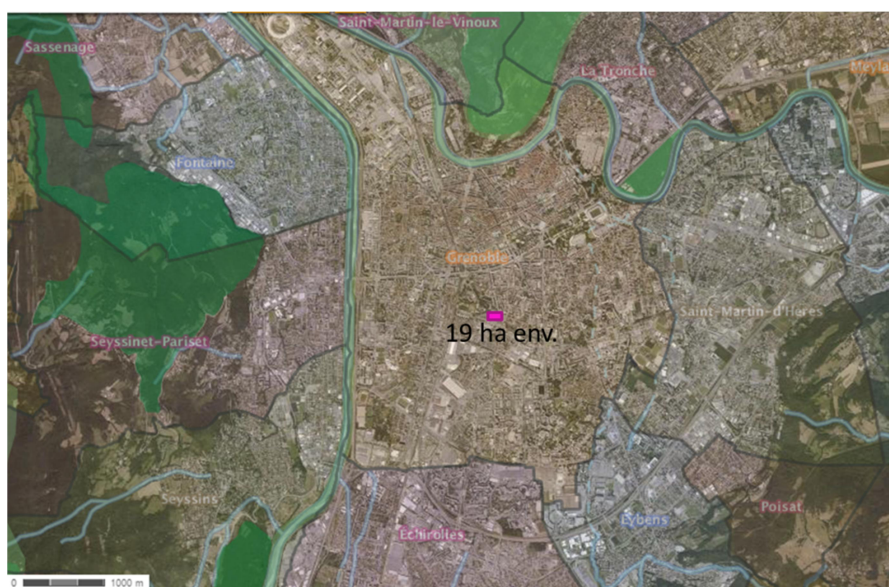 Saint-Martin-le-Vinoux
Sassenage
La Tronche
Fontaine
Grenoble
19 ha env.
Saint-Martin-d'Hères
Seyssinet-Pariset
Seyssins
Poisat
Eybens
Échirolles
0 1000 m